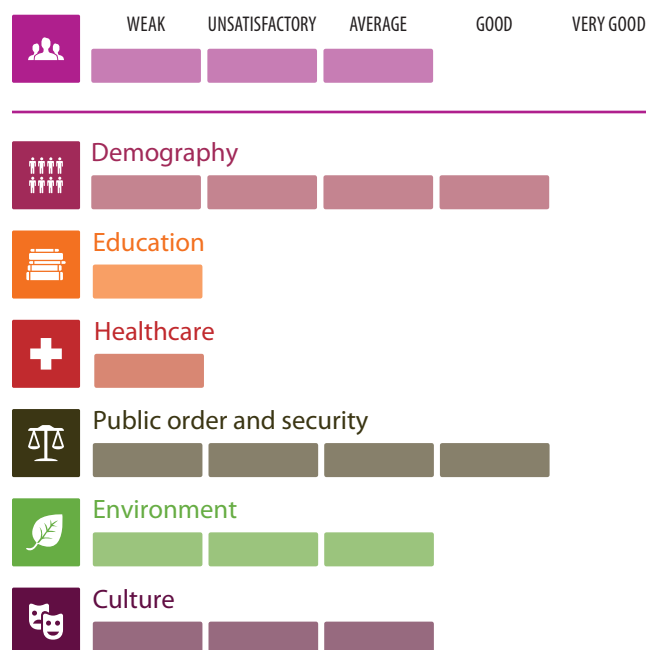 WEAK UNSATISFACTORY AVERAGE GOOD VERY GOOD
Demography
Education
Healthcare
Public order and security
Environment
Culture